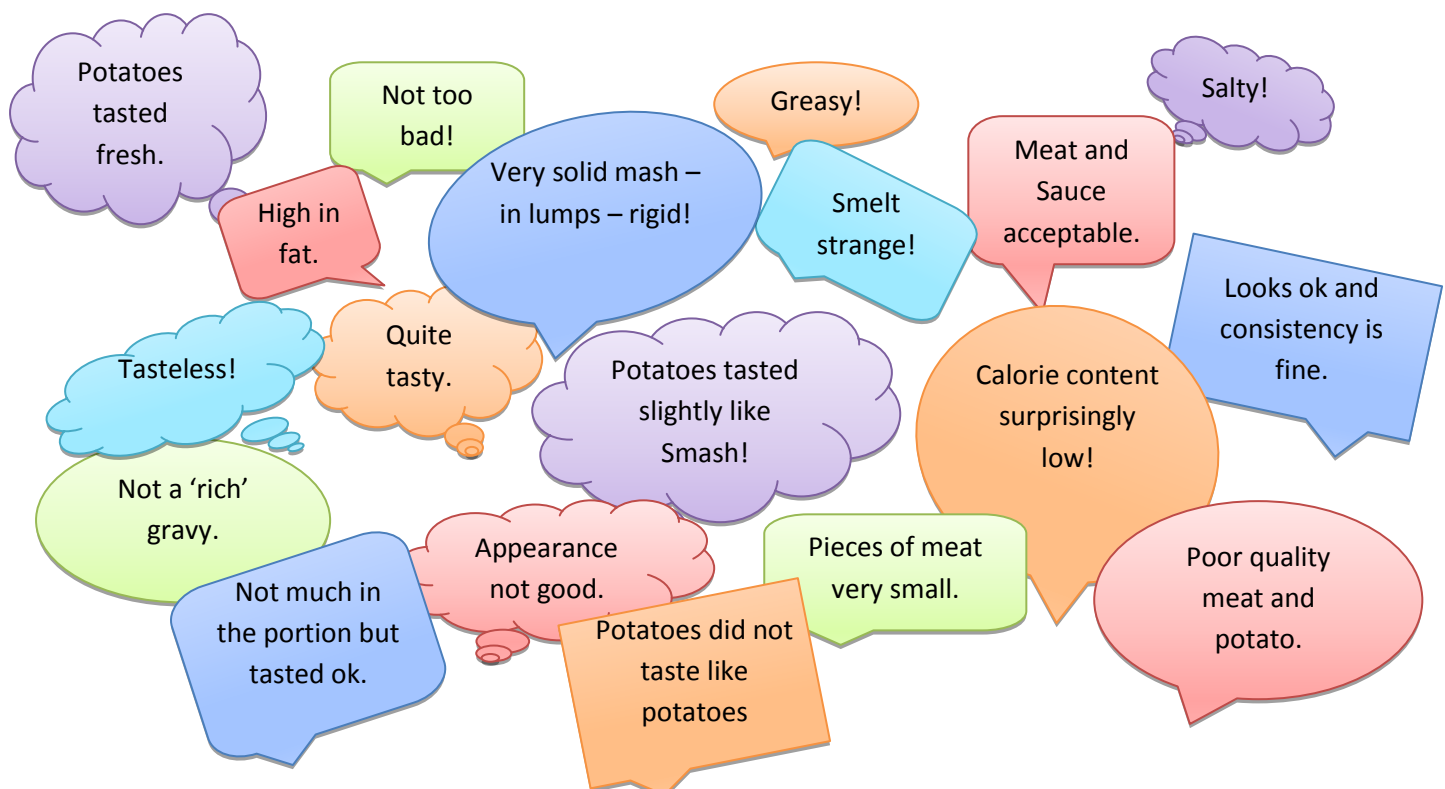 Potatoes
tasted
fresh.
Not too
bad!
Greasy!
Salty!
Very solid mash –
in lumps – rigid!
Meat and
Sauce
acceptable.
High in
fat.
Smelt
strange!
Looks ok and
consistency is
fine.
Tasteless!
Quite
tasty.
Potatoes tasted
slightly like
Smash!
Calorie content
surprisingly
low!
Not a ‘rich’
gravy.
Appearance
not good.
Pieces of meat
very small.
Poor quality
meat and
potato.
Not much in
the portion but
tasted ok.
Potatoes did not
taste like
potatoes